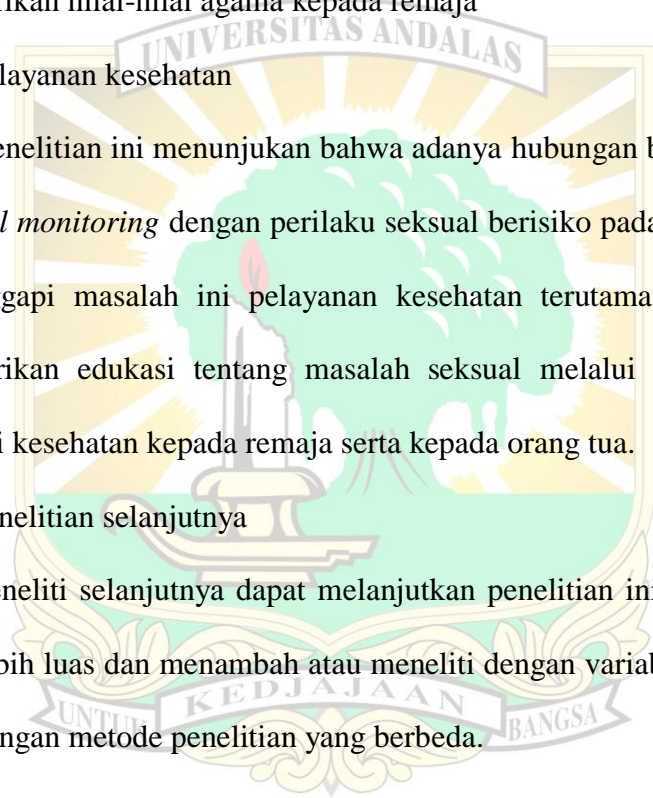 rikan nilai-nilai agama kepada remaja
UNIVERSITAS ANDALAS
layanan kesehatan
enelitian ini menunjukan bahwa adanya hubungan b
l monitoring dengan perilaku seksual berisiko pada
ggapi masalah ini pelayanan kesehatan terutama
rikan edukasi tentang masalah seksual melalui
i kesehatan kepada remaja serta kepada orang tua.
nelitian selanjutnya
eneliti selanjutnya dapat melanjutkan penelitian ini
bih luas dan menambah atau meneliti dengan variab
UNTUK KEDJAJAAN BANGSA
ngan metode penelitian yang berbeda.